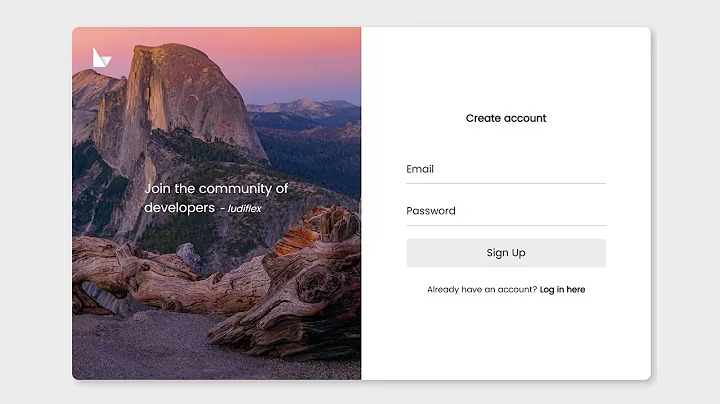 Join the community of
developers - ludiflex
Create account
Email
Password
Sign Up
Already have an account? Log in here